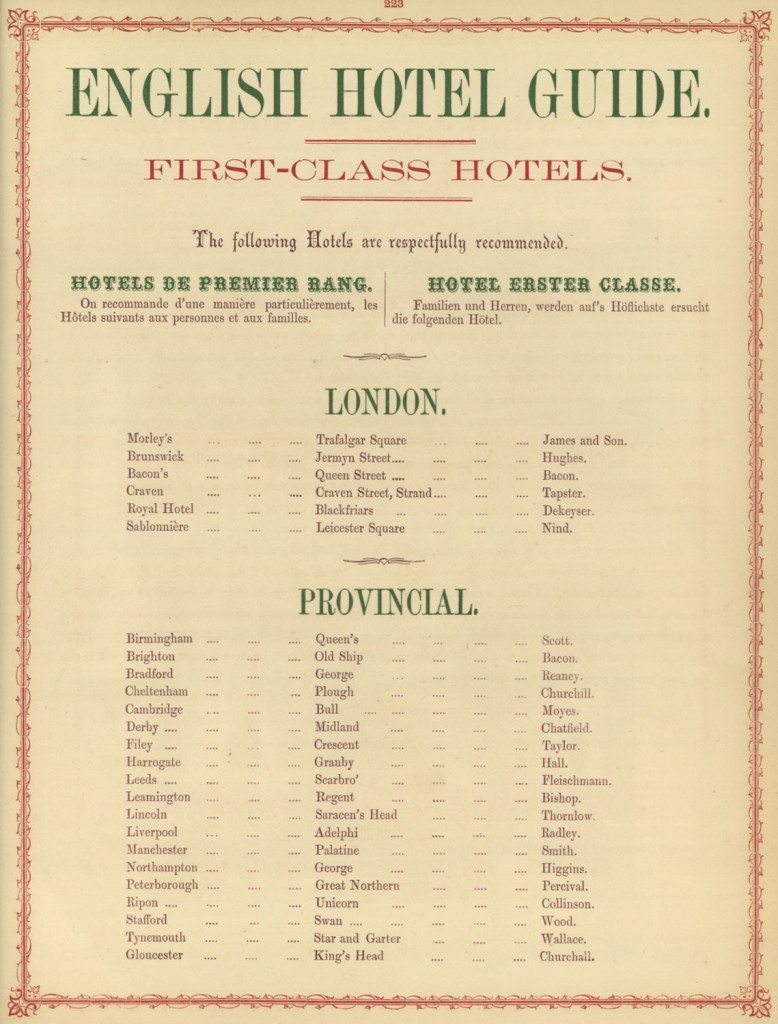 223
ENGLISH HOTEL GUIDE.
FIRST-CLASS HOTELS.
The following Hotels are respectfully recommended.
HOTELS DE PREMIER RANG.
On recommande d'une manière particulièrement, les
Hôtels suivants aux personnes et aux familles.
HOTEL ERSTER CLASSE.
Familien und Herren, werden auf's Höflichste ersucht
die folgenden Hötel.
LONDON.
Morley's ... .... .... Trafalgar Square ... .... .... James and Son.
Brunswick .... .... .... Jermyn Street.... .... .... Hughes.
Bacon's .... .... .... Queen Street .... .... .... Bacon.
Craven .... ... .... Craven Street, Strand.... .... .... Tapster.
Royal Hotel .... .... .... Blackfriars ... .... .... .... Dekeyser.
Sablonnière .... .... .... Leicester Square .... .... .... Nind.
PROVINCIAL.
Birmingham .... .... .... Queen's .... .... .... .... Scott.
Brighton .... .... .... Old Ship .... .... .... .... Bacon.
Bradford .... .... .... George ... .... .... .... Reaney.
Cheltenham .... .... .... Plough .... .... .... .... Churchill.
Cambridge .... .... .... Bull .... .... .... .... .... Moyes.
Derby .... .... .... .... Midland .... .... .... .... Chatfield.
Filey .... .... ... .... Crescent .... .... .... .... Taylor.
Harrogate .... .... .... Granby .... .... .... .... Hall.
Leeds .... .... .... .... Scarbro' .... .... .... .... Fleischmann.
Leamington .... .... .... Regent .... .... .... .... Bishop.
Lincoln .... .... .... Saracen's Head .... .... .... Thornlow.
Liverpool ... .... .... Adelphi .... .... .... .... Radley.
Manchester .... .... .... Palatine .... .... .... .... Smith.
Northampton .... .... .... George .... .... .... .... Higgins.
Peterborough .... .... .... Great Northern .... .... .... Percival.
Ripon .... .... .... .... Unicorn .... .... .... .... Collinson.
Stafford .... ... .... Swan .... .... .... .... .... Wood.
Tynemouth .... .... .... Star and Garter .... .... .... Wallace.
Gloucester .... .... .... King's Head .... .... .... Churchall.